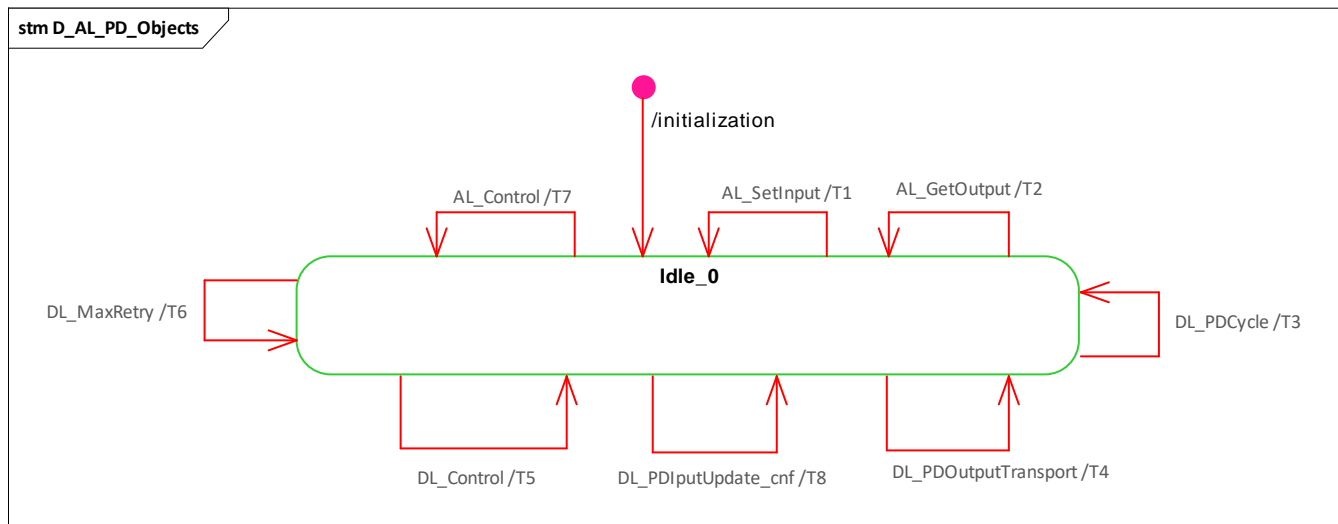 stm D_AL_PD_Objects
/initialization
AL_Control /T7
AL_SetInput /T1
AL_GetOutput /T2
Idle_0
DL_MaxRetry /T6
DL_PDCycle /T3
DL_Control /T5
DL_PDIputUpdate_cnf /T8
DL_PDOutputTransport /T4